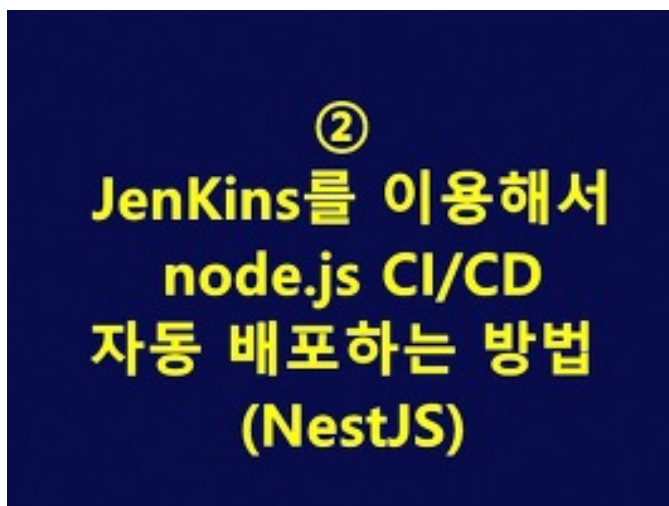 ②
JenKins를 이용해서
node.js CI/CD
자동 배포하는 방법
(NestJS)